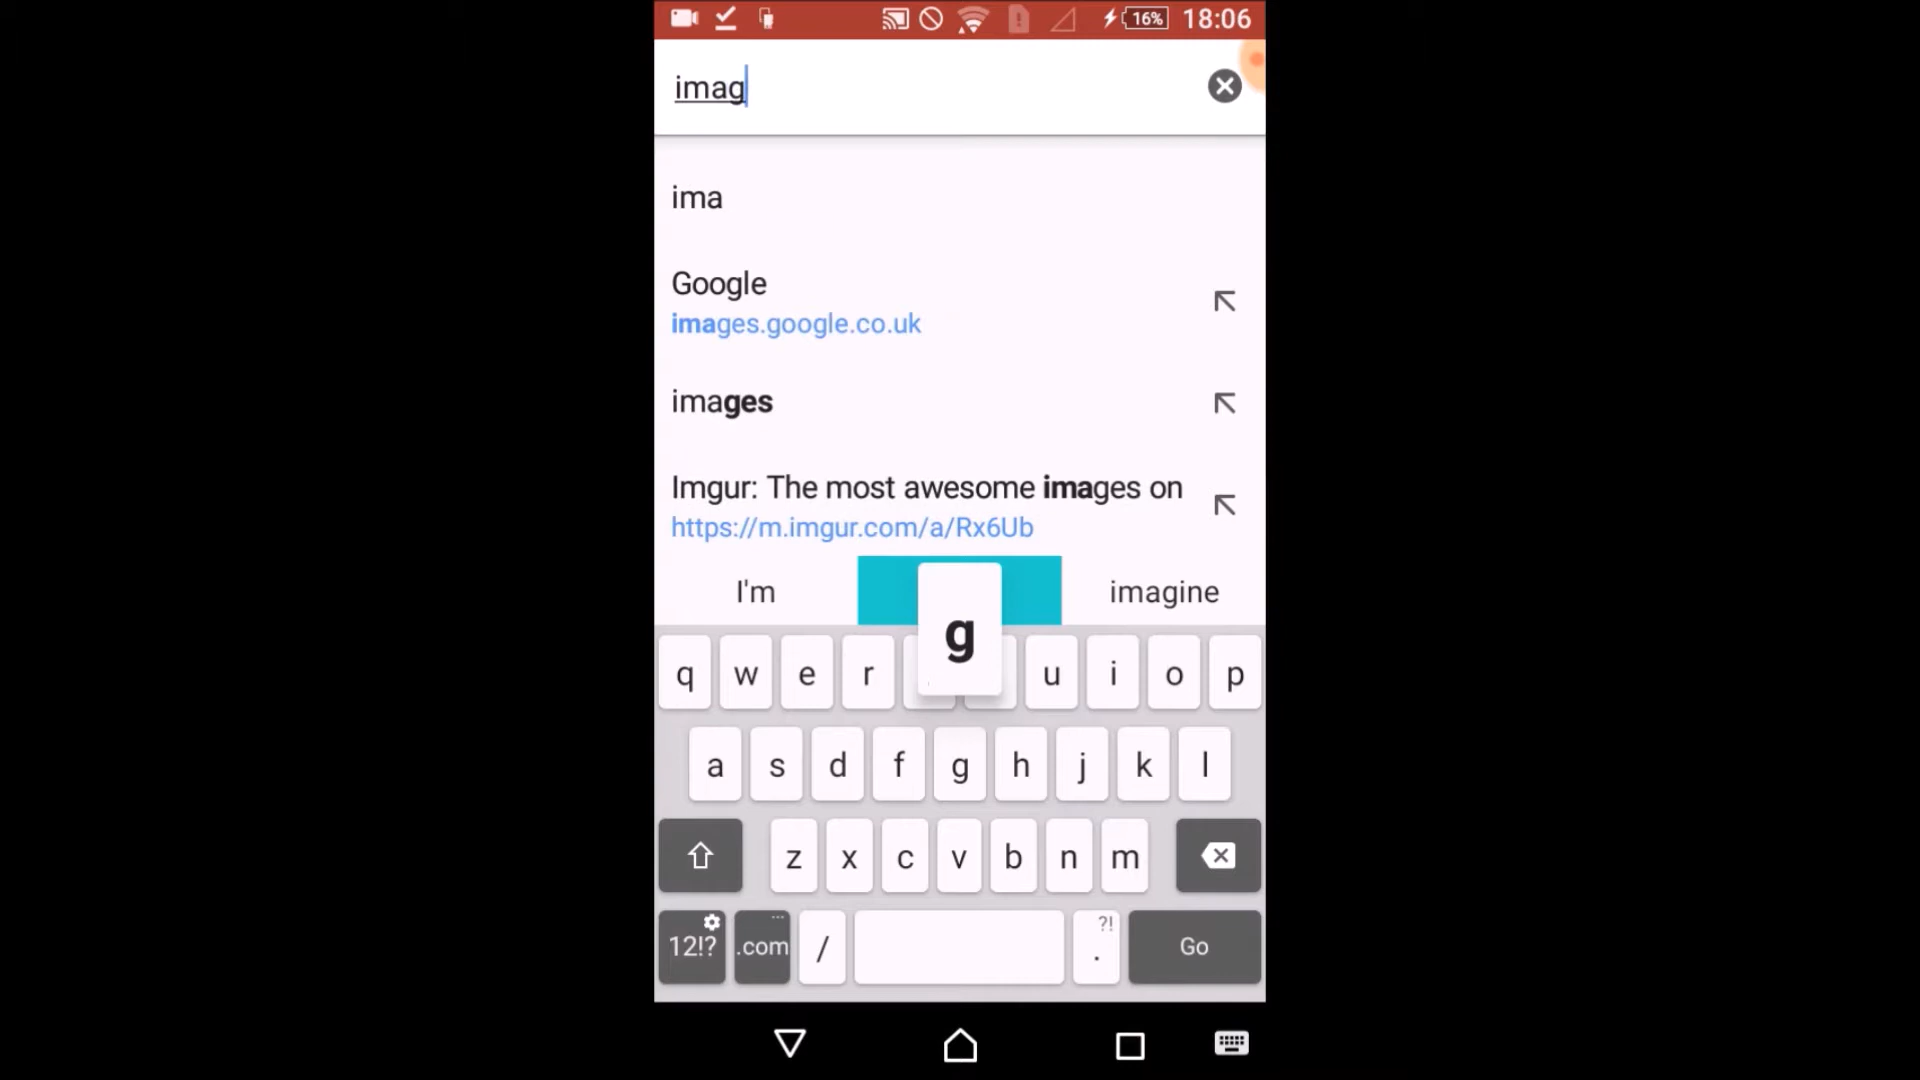 16% 18:06
imag
ima
Google
images.google.co.uk
images
Imgur: The most awesome images on
https://m.imgur.com/a/Rx6Ub
I'm imagine
g
q w e r u i o p
a s d f g h j k l
z x c v b n m
12!? .com / ?! . Go